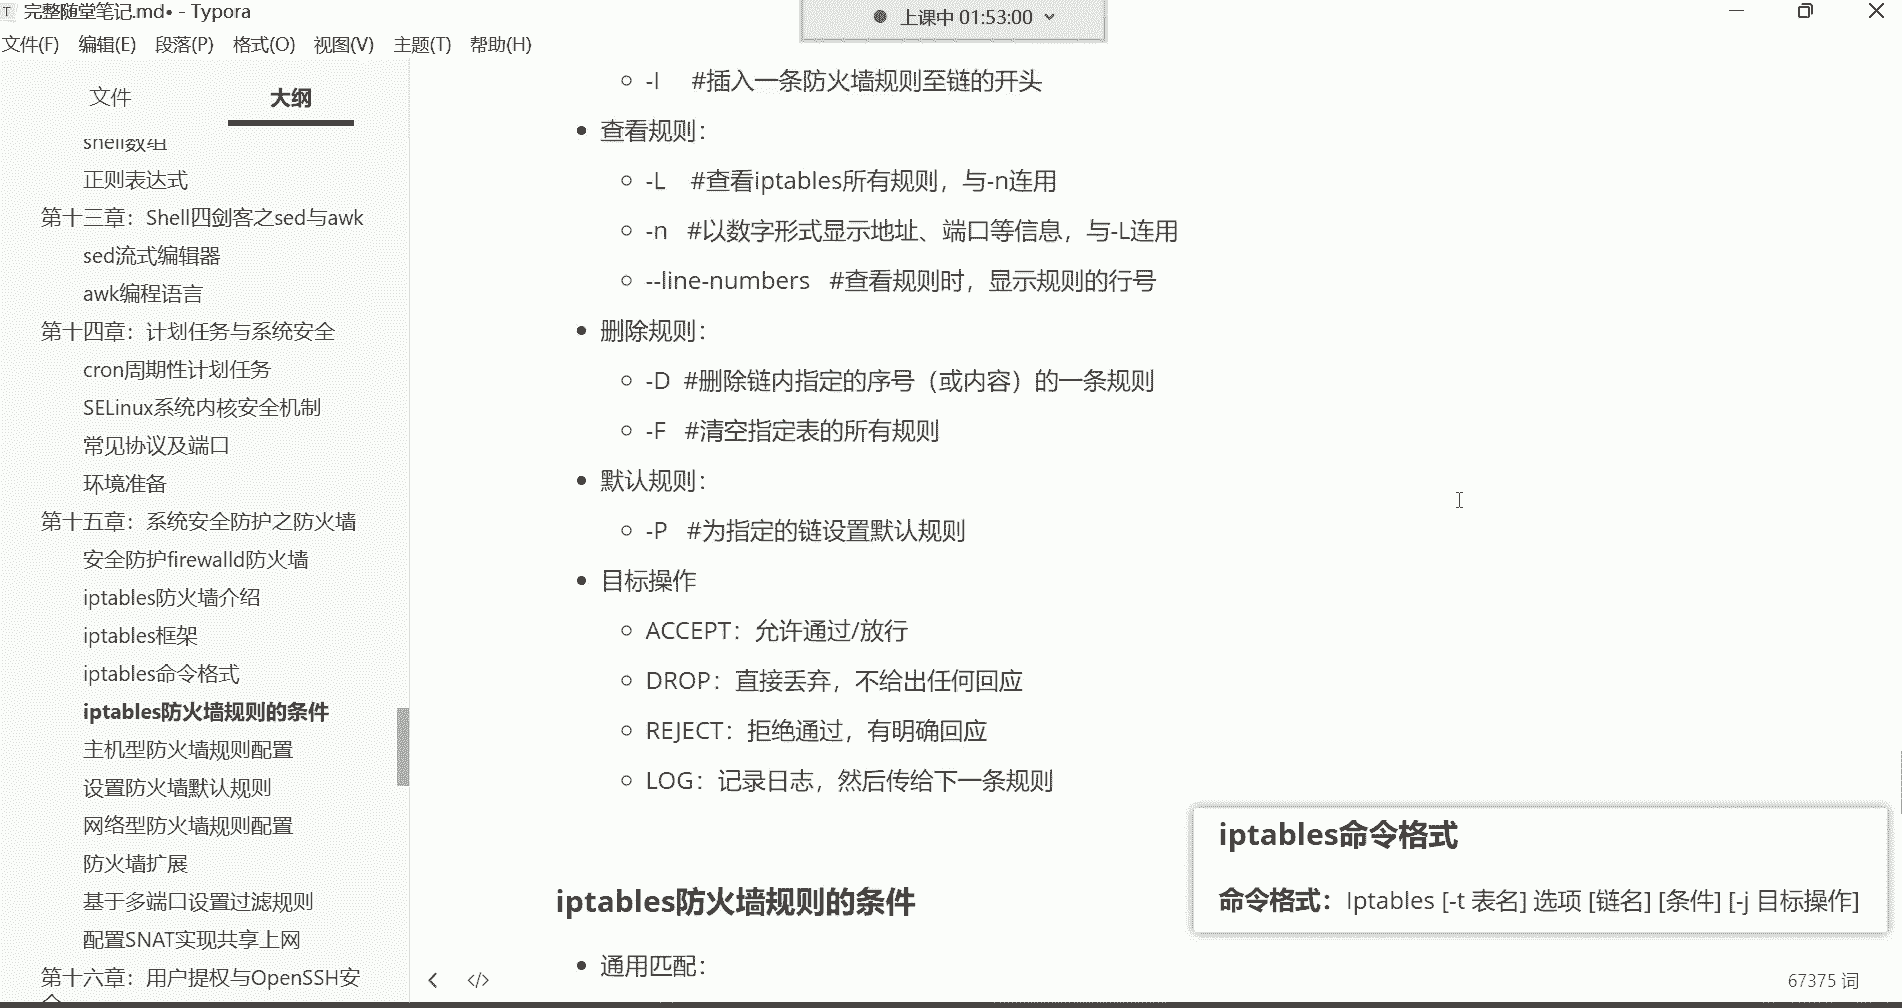 完整随堂笔记.md• - Typora
上课中 01:53:00
文件(F) 编辑(E) 段落(P) 格式(O) 视图(V) 主题(T) 帮助(H)
文件 大纲
shell数组
正则表达式
第十三章：Shell四剑客之sed与awk
sed流式编辑器
awk编程语言
第十四章：计划任务与系统安全
cron周期性计划任务
SELinux系统内核安全机制
常见协议及端口
环境准备
第十五章：系统安全防护之防火墙
安全防护firewalld防火墙
iptables防火墙介绍
iptables框架
iptables命令格式
iptables防火墙规则的条件
主机型防火墙规则配置
设置防火墙默认规则
网络型防火墙规则配置
防火墙扩展
基于多端口设置过滤规则
配置SNAT实现共享上网
第十六章：用户提权与OpenSSH安
-I #插入一条防火墙规则至链的开头
查看规则：
-L #查看iptables所有规则，与-n连用
-n #以数字形式显示地址、端口等信息，与-L连用
--line-numbers #查看规则时，显示规则的行号
删除规则：
-D #删除链内指定的序号（或内容）的一条规则
-F #清空指定表的所有规则
默认规则：
-P #为指定的链设置默认规则
目标操作
ACCEPT：允许通过/放行
DROP：直接丢弃，不给出任何回应
REJECT：拒绝通过，有明确回应
LOG：记录日志，然后传给下一条规则
iptables防火墙规则的条件
通用匹配：
iptables命令格式
命令格式：Iptables [-t 表名] 选项 [链名] [条件] [-j 目标操作]
67375 词